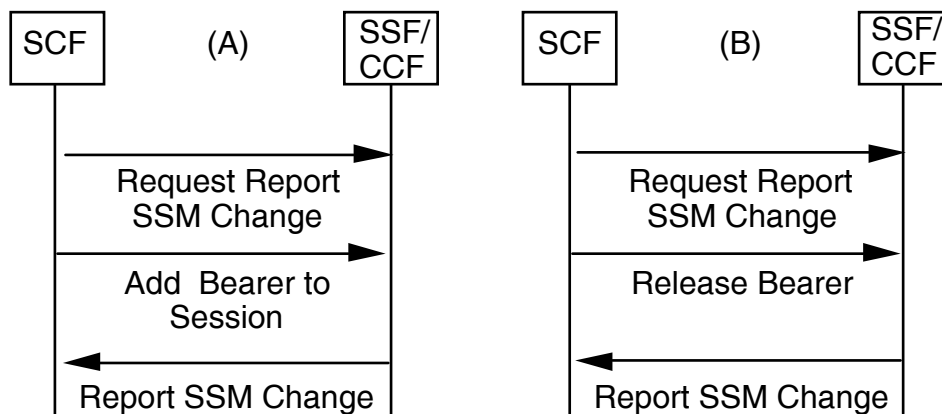 SCF
(A)
SSF/
CCF
Request Report
SSM Change
Add Bearer to
Session
Report SSM Change
SCF
(B)
SSF/
CCF
Request Report
SSM Change
Release Bearer
Report SSM Change